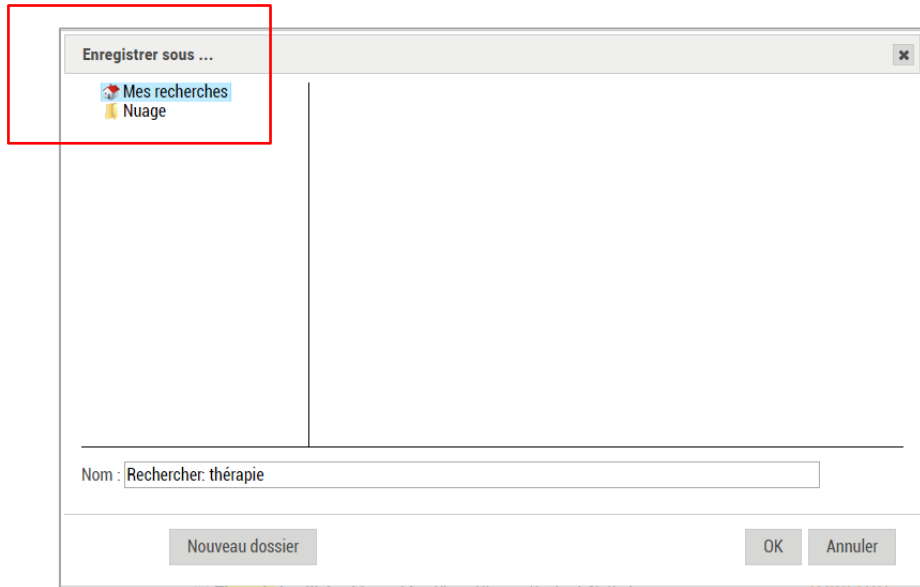 Enregistrer sous ...
Mes recherches
Nuage
Nom : Rechercher: thérapie
Nouveau dossier OK Annuler